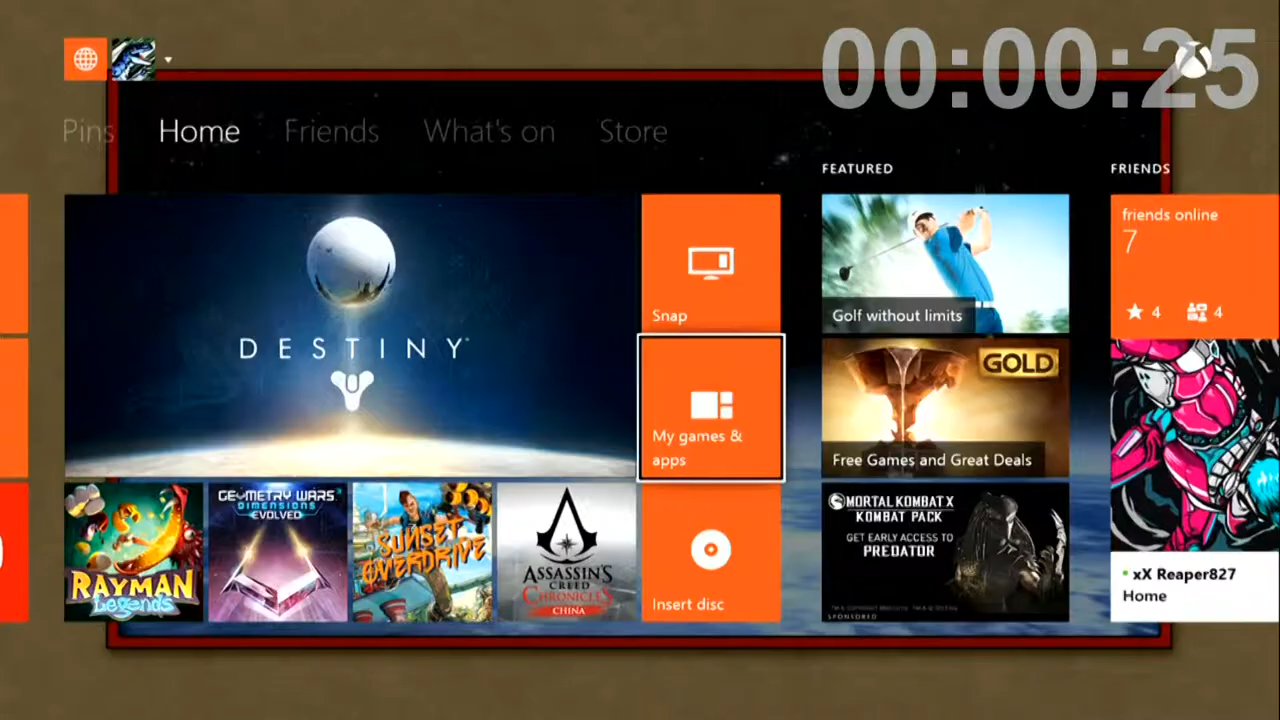 00:00:25
Pins
Home
Friends
What's on
Store
FEATURED
FRIENDS
DESTINY
Snap
My games &
apps
Insert disc
RAYMAN
Legends
GEOMETRY WARS
DIMENSIONS
EVOLVED
SUNSET
OVERDRIVE
ASSASSIN'S
CREED
CHRONICLES
CHINA
Golf without limits
GOLD
Free Games and Great Deals
MORTAL KOMBAT X
KOMBAT PACK
GET EARLY ACCESS TO
PREDATOR
SPONSORED
friends online
7
4
4
xX Reaper827
Home